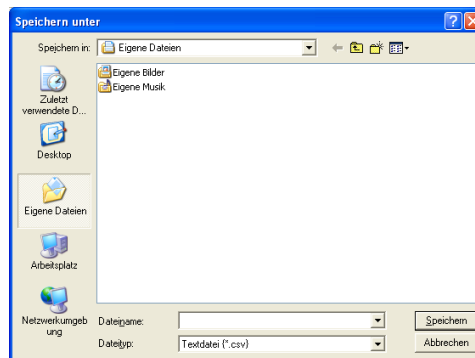 Speichern unter
Speichern in:
Eigene Dateien
Eigene Bilder
Eigene Musik
Zuletzt
verwendete D...
Desktop
Eigene Dateien
Arbeitsplatz
Netzwerkumgeb
ung
Dateiname:
Speichern
Dateityp:
Textdatei (*.csv)
Abbrechen